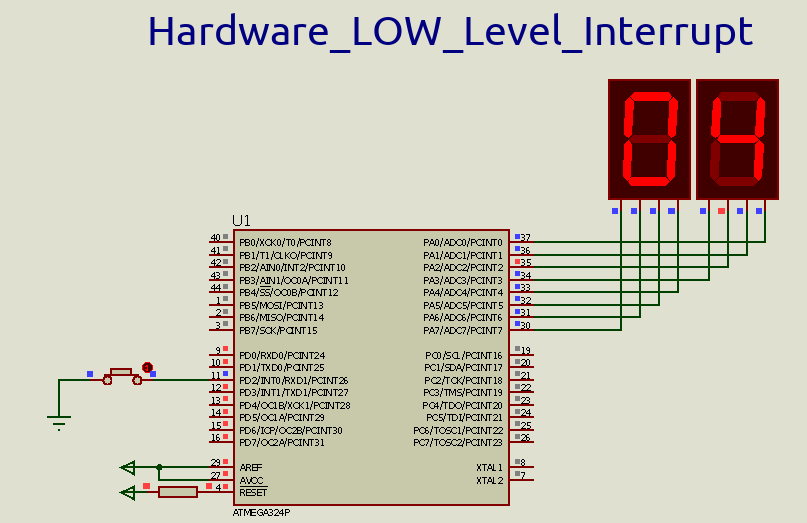 Hardware_LOW_Level_Interrupt
04
U1
40 PB0/XCK0/T0/PCINT8 PA0/ADC0/PCINT0 37
41 PB1/T1/CLKO/PCINT9 PA1/ADC1/PCINT1 36
42 PB2/AIN0/INT2/PCINT10 PA2/ADC2/PCINT2 35
43 PB3/AIN1/OC0A/PCINT11 PA3/ADC3/PCINT3 34
44 PB4/SS/OC0B/PCINT12 PA4/ADC4/PCINT4 33
1 PB5/MOSI/PCINT13 PA5/ADC5/PCINT5 32
2 PB6/MISO/PCINT14 PA6/ADC6/PCINT6 31
3 PB7/SCK/PCINT15 PA7/ADC7/PCINT7 30
9 PD0/RXD0/PCINT24 PC0/SCL/PCINT16 19
10 PD1/TXD0/PCINT25 PC1/SDA/PCINT17 20
11 PD2/INT0/RXD1/PCINT26 PC2/TCK/PCINT18 21
12 PD3/INT1/TXD1/PCINT27 PC3/TMS/PCINT19 22
13 PD4/OC1B/XCK1/PCINT28 PC4/TDO/PCINT20 23
14 PD5/OC1A/PCINT29 PC5/TDI/PCINT21 24
15 PD6/ICP/OC2B/PCINT30 PC6/TOSC1/PCINT22 25
16 PD7/OC2A/PCINT31 PC7/TOSC2/PCINT23 26
29 AREF XTAL1 8
27 AVCC XTAL2 7
4 RESET
ATMEGA324P